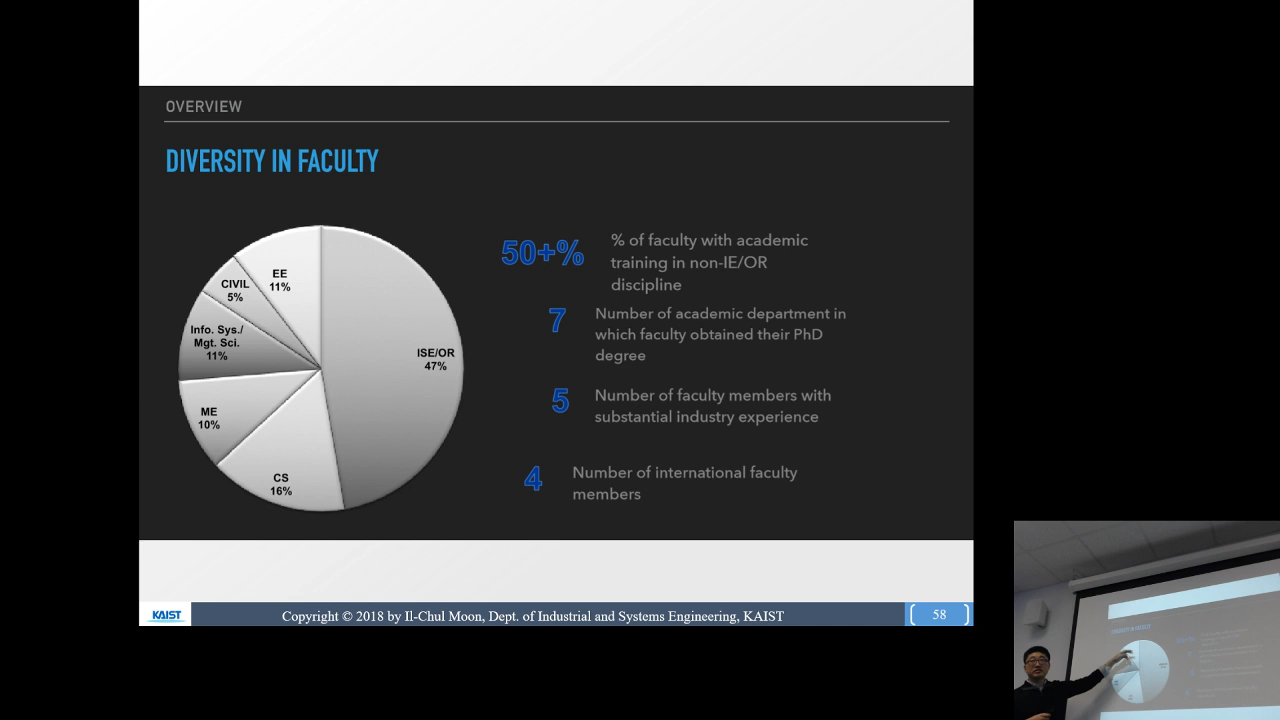 OVERVIEW
DIVERSITY IN FACULTY
EE
11%
CIVIL
5%
Info. Sys./
Mgt. Sci.
11%
ISE/OR
47%
ME
10%
CS
16%
50+%
% of faculty with academic
training in non-IE/OR
discipline
7
Number of academic department in
which faculty obtained their PhD
degree
5
Number of faculty members with
substantial industry experience
4
Number of international faculty
members
KAIST
Copyright © 2018 by Il-Chul Moon, Dept. of Industrial and Systems Engineering, KAIST
58
DIVERSITY IN FACULTY